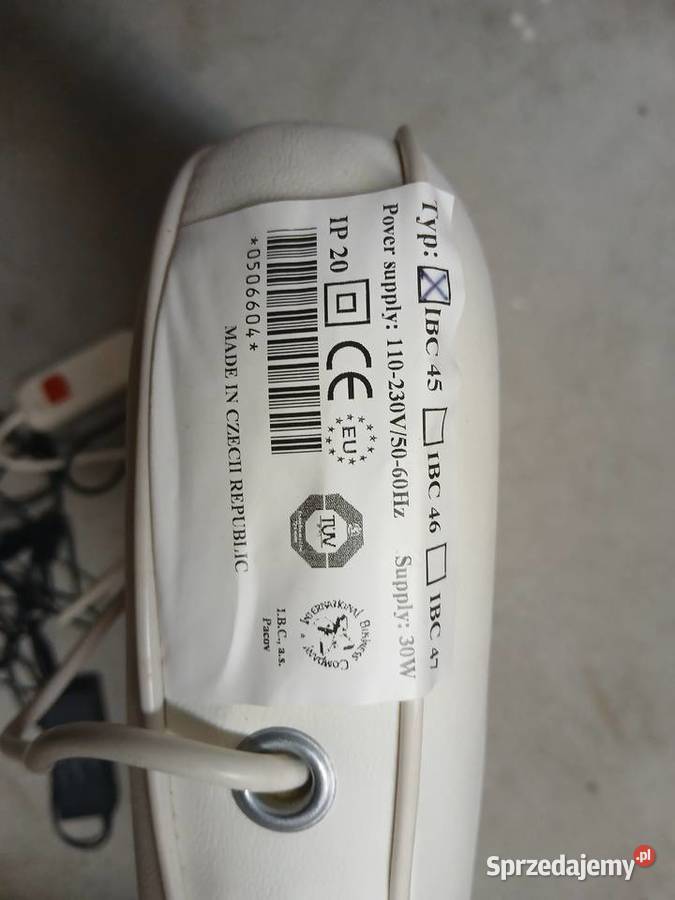 Typ: IBC 45 IBC 46 IBC 47
Pover supply: 110-230V/50-60Hz Supply: 30W
IP 20 CE EU
TÜV
INTERNATIONAL BUSINESS COMPANY
I.B.C., a.s.
Pacov
*0506604*
MADE IN CZECH REPUBLIC
Sprzedajemy.pl